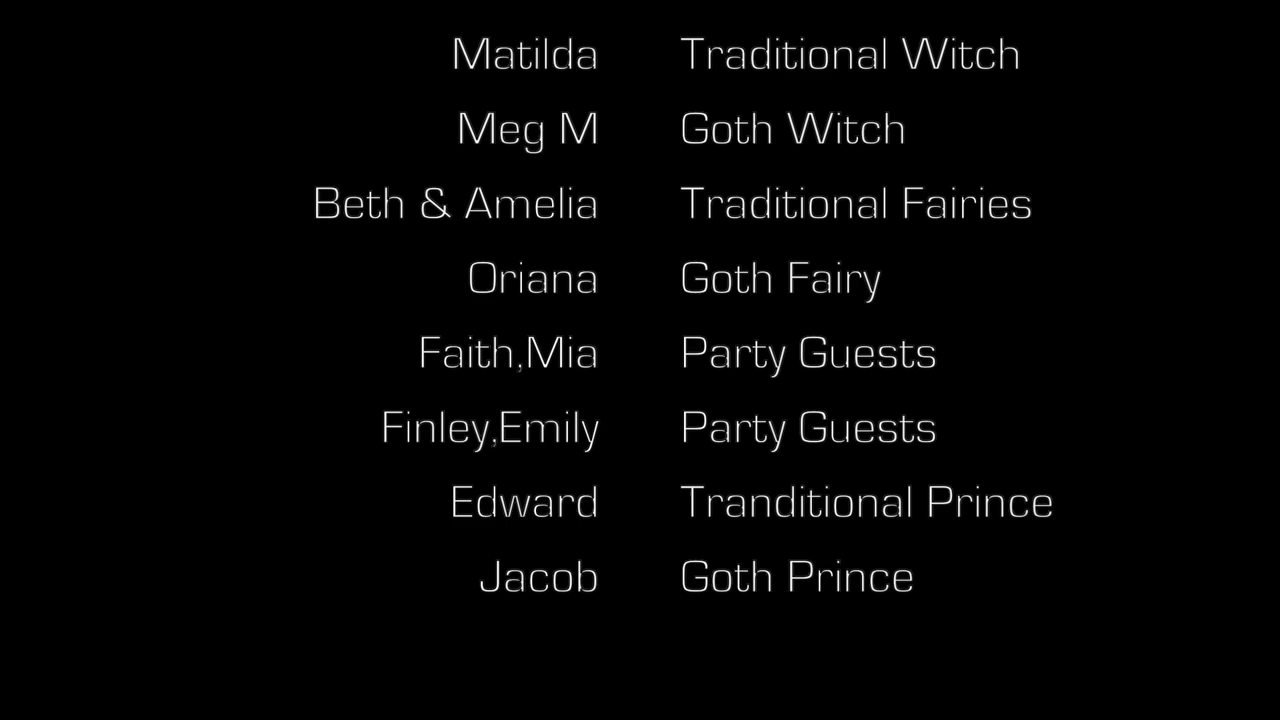 Matilda Traditional Witch
Meg M Goth Witch
Beth & Amelia Traditional Fairies
Oriana Goth Fairy
Faith,Mia Party Guests
Finley,Emily Party Guests
Edward Tranditional Prince
Jacob Goth Prince